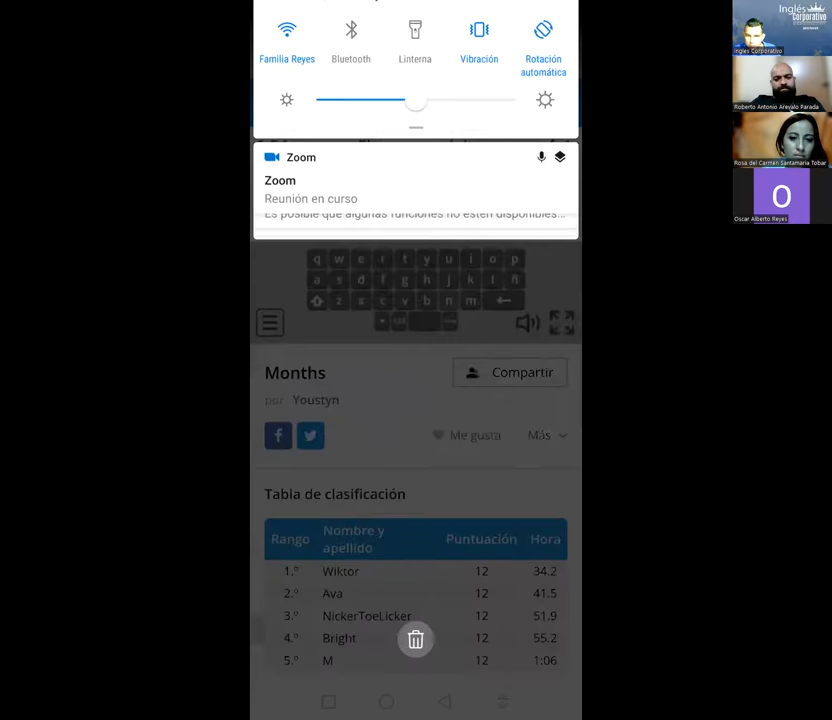 Familia Reyes
Bluetooth
Linterna
Vibración
Rotación automática
Zoom
Zoom
Reunión en curso
Es posible que algunas funciones no estén disponibles...
q w e r t y u i o p
a s d f g h j k l ñ
z x c v b n m
123
Months
Compartir
por Youstyn
f
Me gusta
Más
Tabla de clasificación
Rango Nombre y apellido Puntuación Hora
1.º Wiktor 12 34.2
2.º Ava 12 41.5
3.º NickerToeLicker 12 51.9
4.º Bright 12 55.2
5.º M 12 1:06
Inglés
Corporativo
Ingles Corporativo
Roberto Antonio Arevalo Parada
Rosa del Carmen Santamaria Tobar
O
Oscar Alberto Reyes